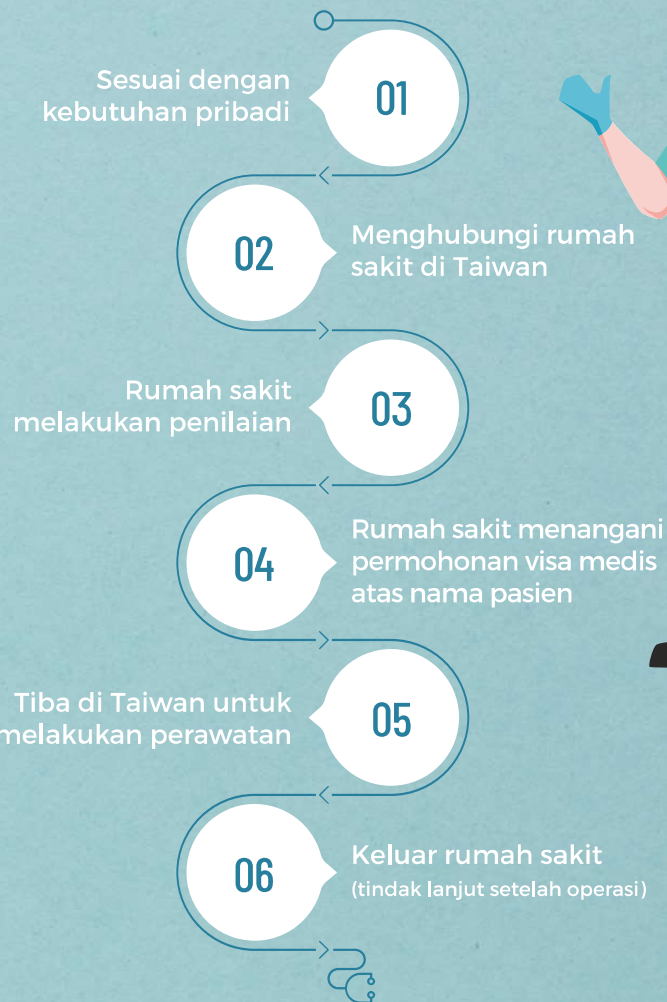 01
Sesuai dengan
kebutuhan pribadi
02
Menghubungi rumah
sakit di Taiwan
03
Rumah sakit
melakukan penilaian
04
Rumah sakit menangani
permohonan visa medis
atas nama pasien
05
Tiba di Taiwan untuk
melakukan perawatan
06
Keluar rumah sakit
(tindak lanjut setelah operasi)